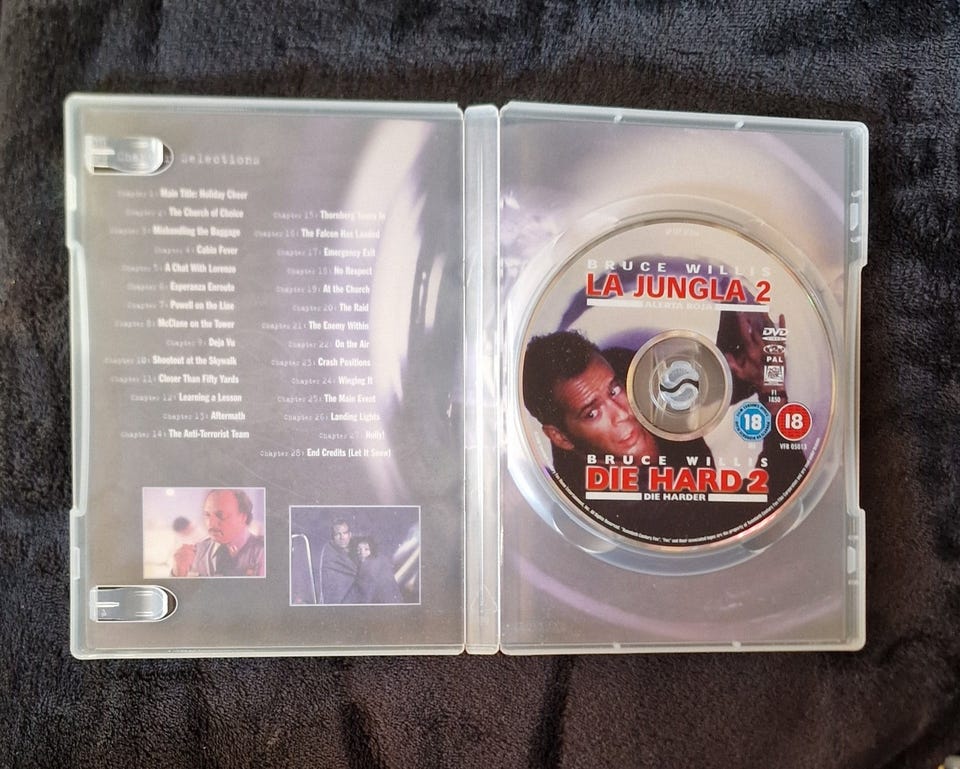 Chapter Selections
Chapter 1: Main Title: Holiday Cheer
Chapter 2: The Church of Choice
Chapter 3: Mishandling the Baggage
Chapter 4: Cabin Fever
Chapter 5: A Chat With Lorenzo
Chapter 6: Esperanza Enroute
Chapter 7: Powell on the Line
Chapter 8: McClane on the Tower
Chapter 9: Deja Vu
Chapter 10: Shootout at the Skywalk
Chapter 11: Closer Than Fifty Yards
Chapter 12: Learning a Lesson
Chapter 13: Aftermath
Chapter 14: The Anti-Terrorist Team
Chapter 15: Thornberg Tunes In
Chapter 16: The Falcon Has Landed
Chapter 17: Emergency Exit
Chapter 18: No Respect
Chapter 19: At the Church
Chapter 20: The Raid
Chapter 21: The Enemy Within
Chapter 22: On the Air
Chapter 23: Crash Positions
Chapter 24: Winging It
Chapter 25: The Main Event
Chapter 26: Landing Lights
Chapter 27: Holly!
Chapter 28: End Credits (Let It Snow)
BRUCE WILLIS
LA JUNGLA 2
ALERTA ROJA
DVD
VIDEO
PAL
F1
1850
18
18
VFB 05013
BRUCE WILLIS
DIE HARD 2
DIE HARDER